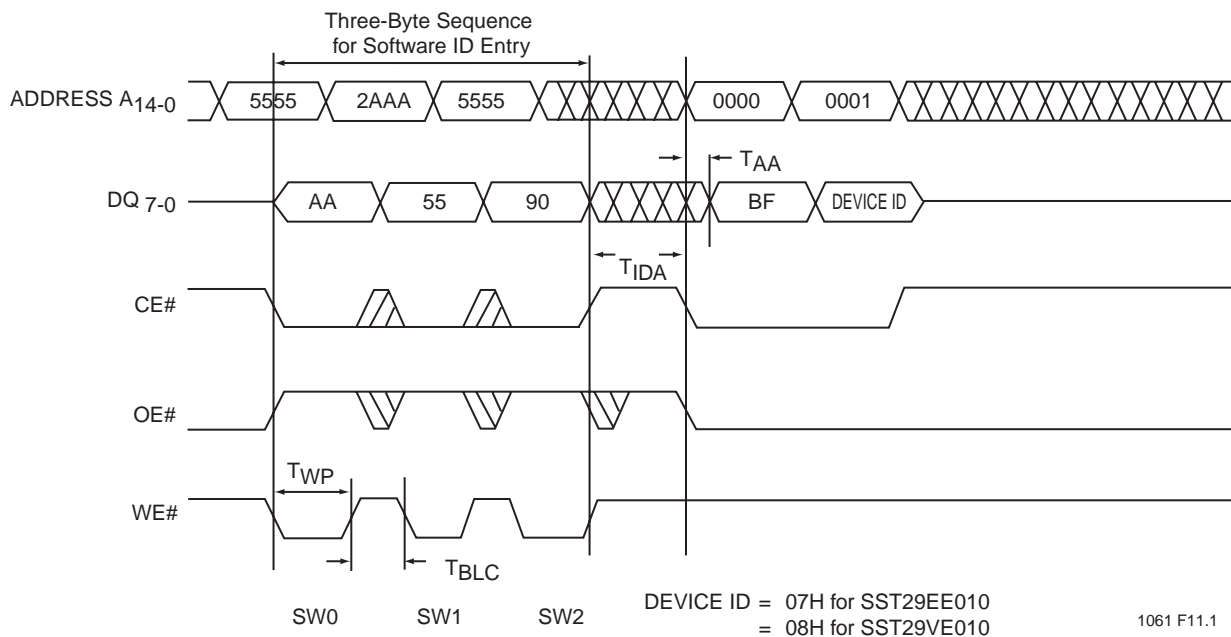 Three-Byte Sequence
for Software ID Entry
ADDRESS A14-0
5555
2AAA
5555
0000
0001
TAA
DQ 7-0
AA
55
90
BF
DEVICE ID
TIDA
CE#
OE#
TWP
WE#
TBLC
SW0
SW1
SW2
DEVICE ID = 07H for SST29EE010
= 08H for SST29VE010
1061 F11.1